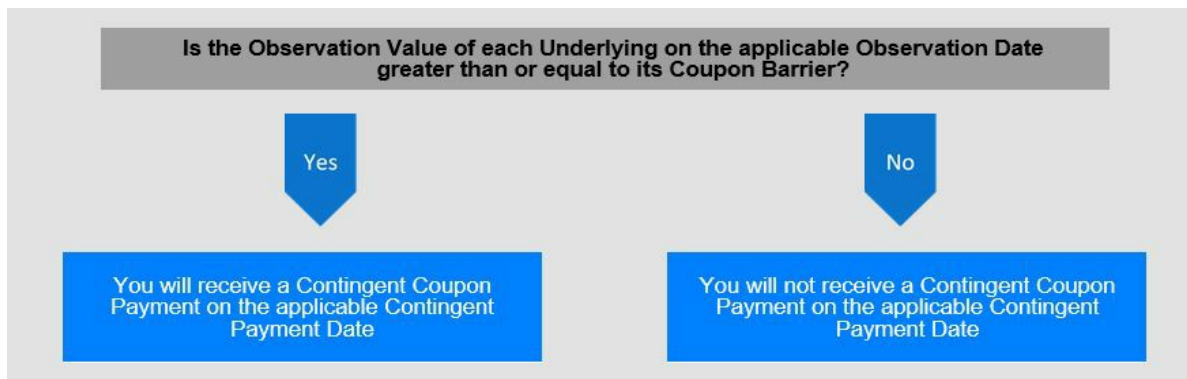 Is the Observation Value of each Underlying on the applicable Observation Date
greater than or equal to its Coupon Barrier?
Yes
No
You will receive a Contingent Coupon
Payment on the applicable Contingent
Payment Date
You will not receive a Contingent Coupon
Payment on the applicable Contingent
Payment Date